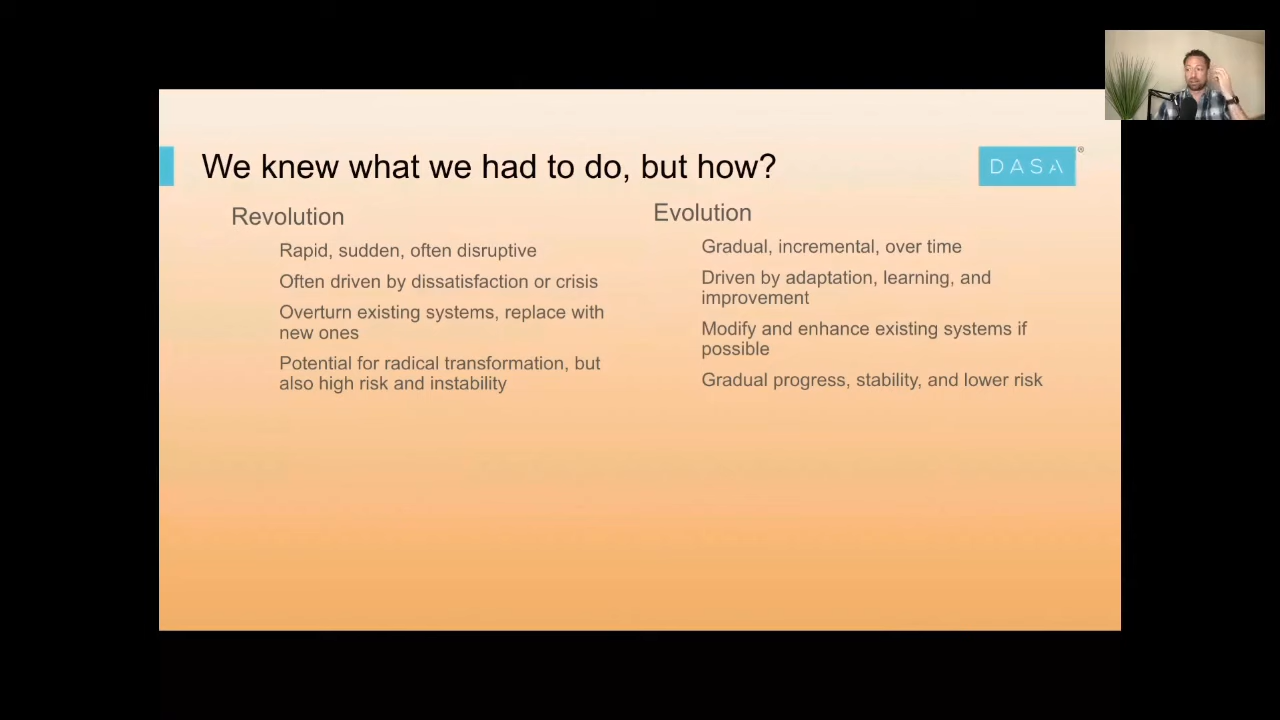 We knew what we had to do, but how?
DASA®
Revolution
Rapid, sudden, often disruptive
Often driven by dissatisfaction or crisis
Overturn existing systems, replace with
new ones
Potential for radical transformation, but
also high risk and instability
Evolution
Gradual, incremental, over time
Driven by adaptation, learning, and
improvement
Modify and enhance existing systems if
possible
Gradual progress, stability, and lower risk